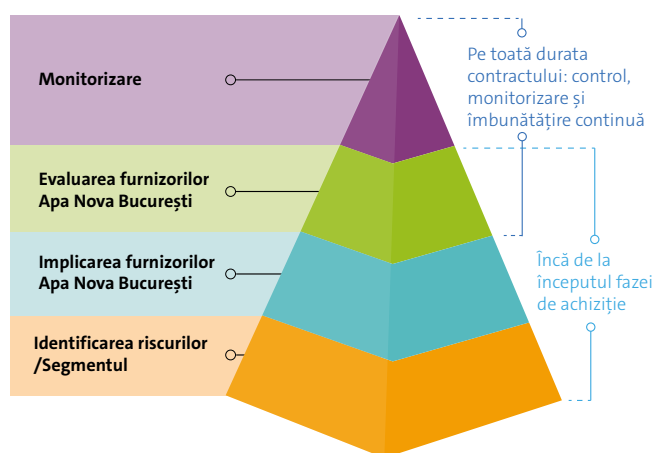 Monitorizare
Evaluarea furnizorilor
Apa Nova București
Implicarea furnizorilor
Apa Nova București
Identificarea riscurilor
/Segmentul
Pe toată durata
contractului: control,
monitorizare și
îmbunătățire continuă
Încă de la
începutul fazei
de achiziție